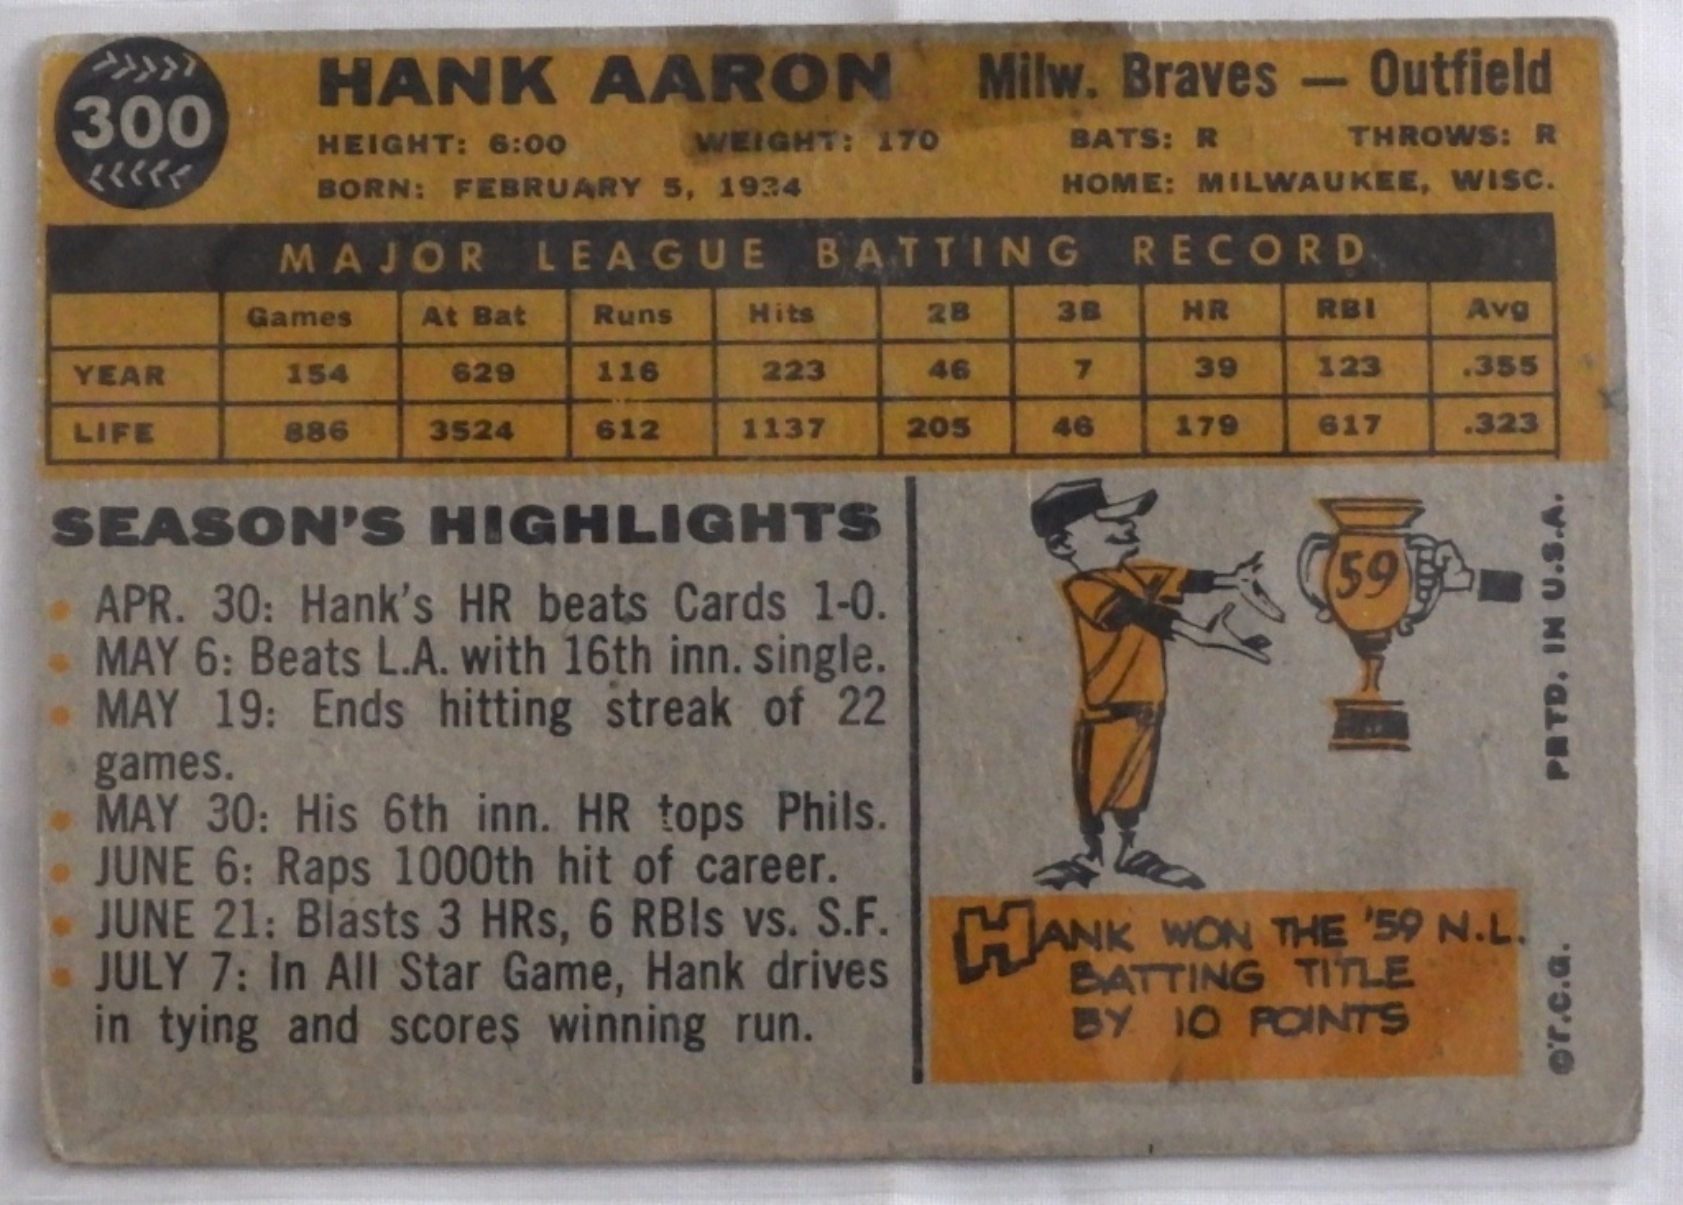 300
HANK AARON Milw. Braves — Outfield
HEIGHT: 6:00 WEIGHT: 170 BATS: R THROWS: R
BORN: FEBRUARY 5, 1934 HOME: MILWAUKEE, WISC.
MAJOR LEAGUE BATTING RECORD
Games At Bat Runs Hits 2B 3B HR RBI Avg
YEAR 154 629 116 223 46 7 39 123 .355
LIFE 886 3524 612 1137 205 46 179 617 .323
SEASON'S HIGHLIGHTS
• APR. 30: Hank's HR beats Cards 1-0.
• MAY 6: Beats L.A. with 16th inn. single.
• MAY 19: Ends hitting streak of 22
games.
• MAY 30: His 6th inn. HR tops Phils.
• JUNE 6: Raps 1000th hit of career.
• JUNE 21: Blasts 3 HRs, 6 RBIs vs. S.F.
• JULY 7: In All Star Game, Hank drives
in tying and scores winning run.
59
HANK WON THE '59 N.L.
BATTING TITLE
BY 10 POINTS
©T.C.G. PRTD. IN U.S.A.